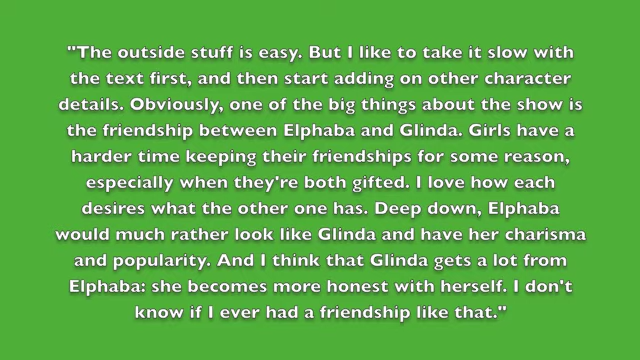 "The outside stuff is easy. But I like to take it slow with
the text first, and then start adding on other character
details. Obviously, one of the big things about the show is
the friendship between Elphaba and Glinda. Girls have a
harder time keeping their friendships for some reason,
especially when they're both gifted. I love how each
desires what the other one has. Deep down, Elphaba
would much rather look like Glinda and have her charisma
and popularity. And I think that Glinda gets a lot from
Elphaba: she becomes more honest with herself. I don't
know if I ever had a friendship like that."